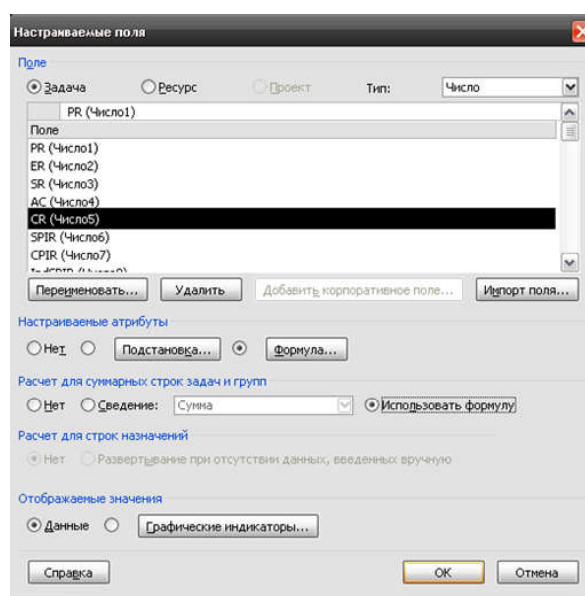 Настраиваемые поля
Поле
Задача Ресурс Проект Тип: Число
PR (Число1)
Поле
PR (Число1)
ER (Число2)
SR (Число3)
AC (Число4)
CR (Число5)
SPIR (Число6)
CPIR (Число7)
Переименовать... Удалить Добавить корпоративное поле... Импорт поля...
Настраиваемые атрибуты
Нет Подстановка... Формула...
Расчет для суммарных строк задач и групп
Нет Сведение: Сумма Использовать формулу
Расчет для строк назначений
Нет Развертывание при отсутствии данных, введенных вручную
Отображаемые значения
Данные Графические индикаторы...
Справка ОК Отмена